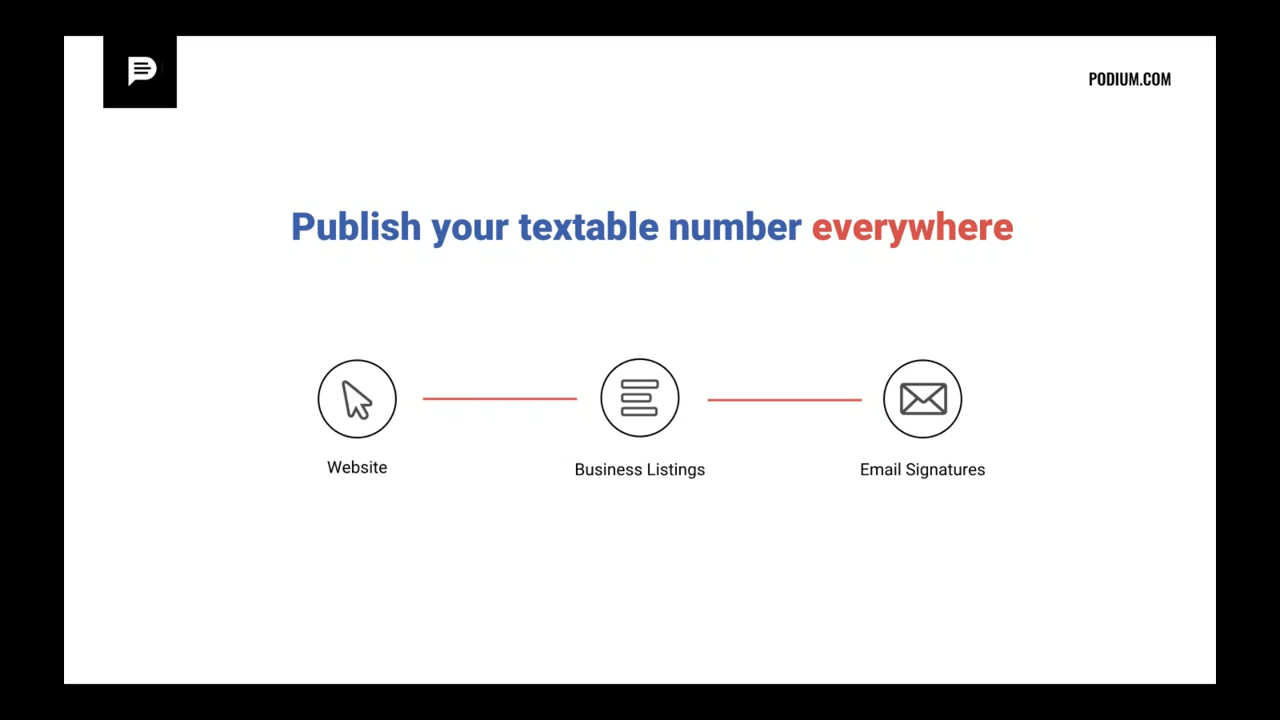 PODIUM.COM
Publish your textable number everywhere
Website
Business Listings
Email Signatures